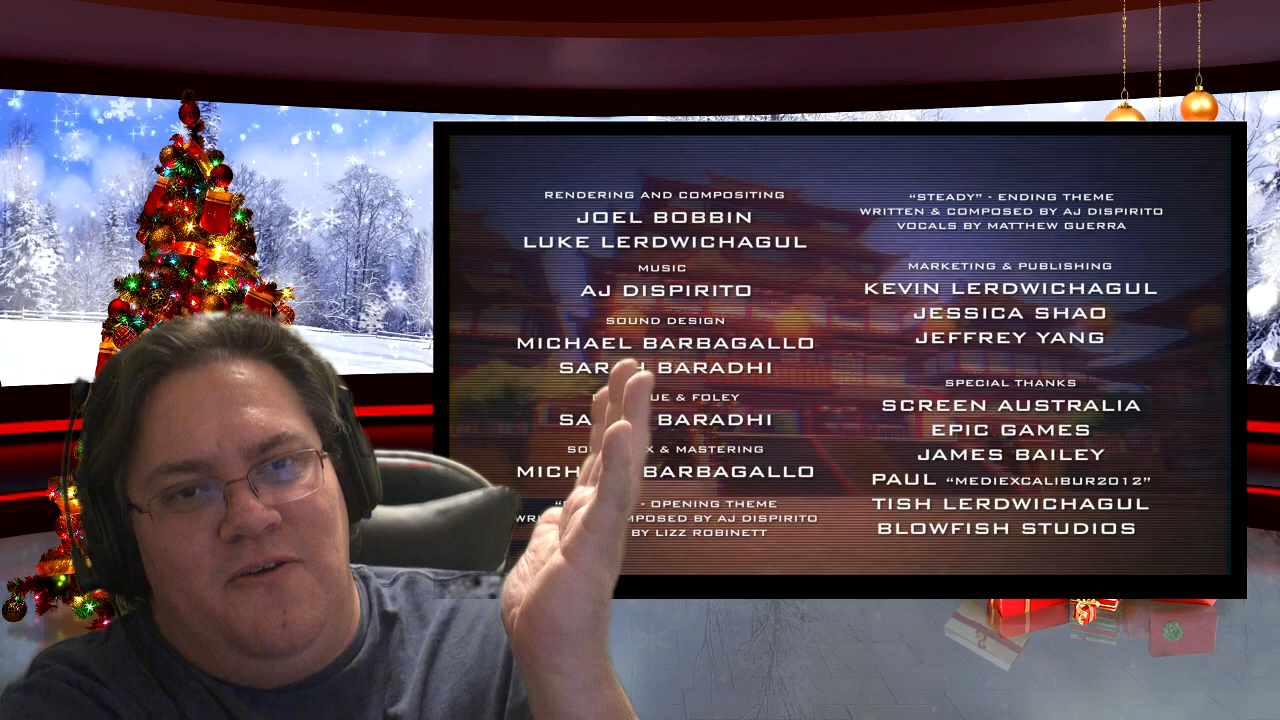 RENDERING AND COMPOSITING
JOEL BOBBIN
LUKE LERDWICHAGUL
MUSIC
AJ DISPIRITO
SOUND DESIGN
MICHAEL BARBAGALLO
BARADHI
& FOLEY
BARADHI
& MASTERING
BARBAGALLO
- OPENING THEME
BY AJ DISPIRITO
BY LIZZ ROBINETT
“STEADY” - ENDING THEME
WRITTEN & COMPOSED BY AJ DISPIRITO
VOCALS BY MATTHEW GUERRA
MARKETING & PUBLISHING
KEVIN LERDWICHAGUL
JESSICA SHAO
JEFFREY YANG
SPECIAL THANKS
SCREEN AUSTRALIA
EPIC GAMES
JAMES BAILEY
PAUL “MEDIEXCALIBUR2012”
TISH LERDWICHAGUL
BLOWFISH STUDIOS